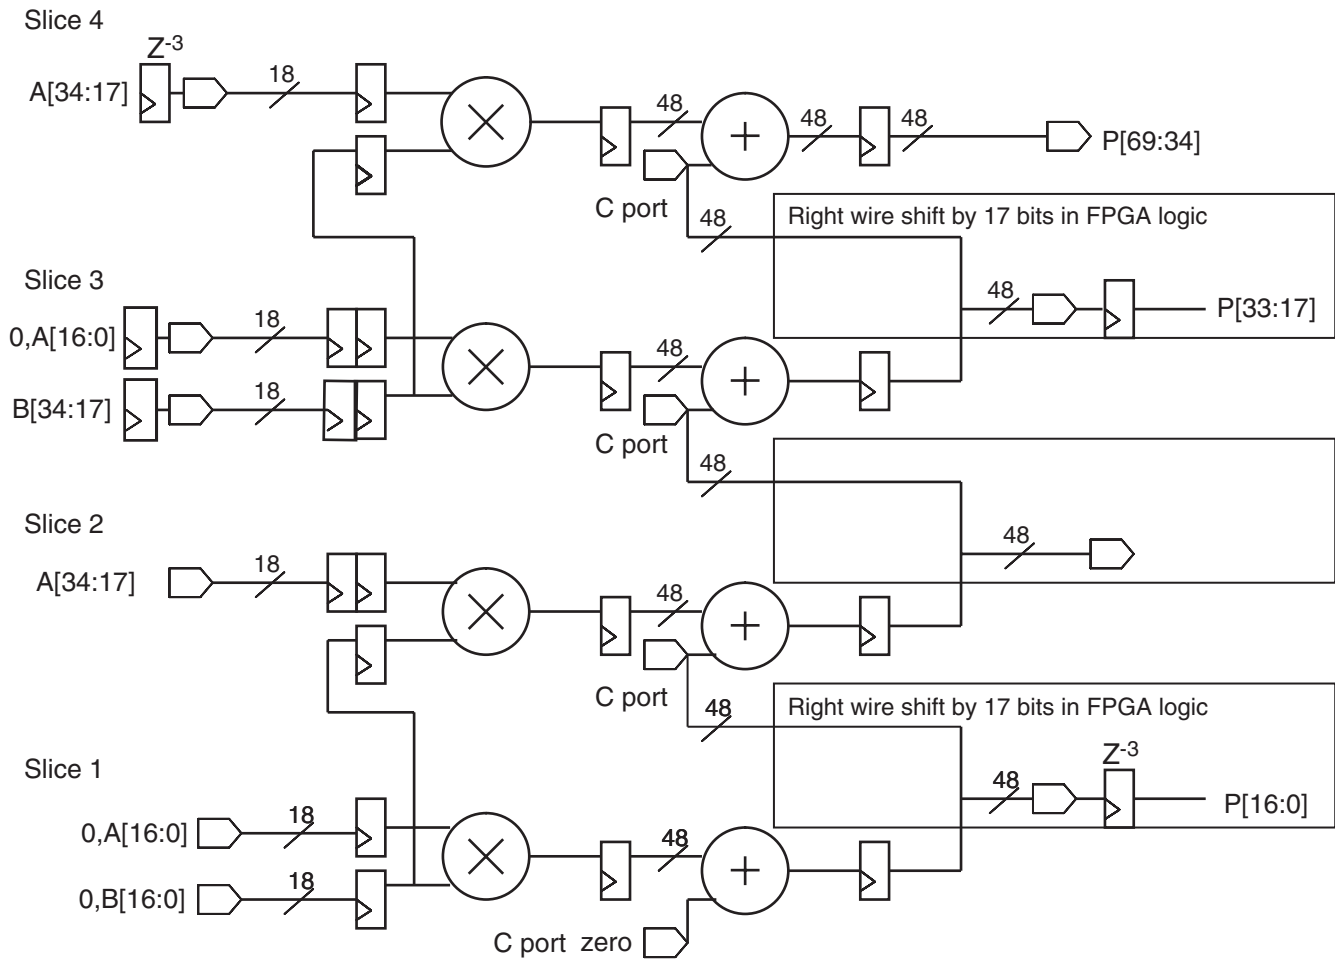 Slice 4
Z-3
A[34:17]
18
48
48
48
P[69:34]
C port
48
Right wire shift by 17 bits in FPGA logic
Slice 3
0,A[16:0]
18
48
48
P[33:17]
B[34:17]
18
C port
48
Slice 2
A[34:17]
18
48
48
C port
48
Right wire shift by 17 bits in FPGA logic
Slice 1
Z-3
0,A[16:0]
18
48
48
P[16:0]
0,B[16:0]
18
C port zero